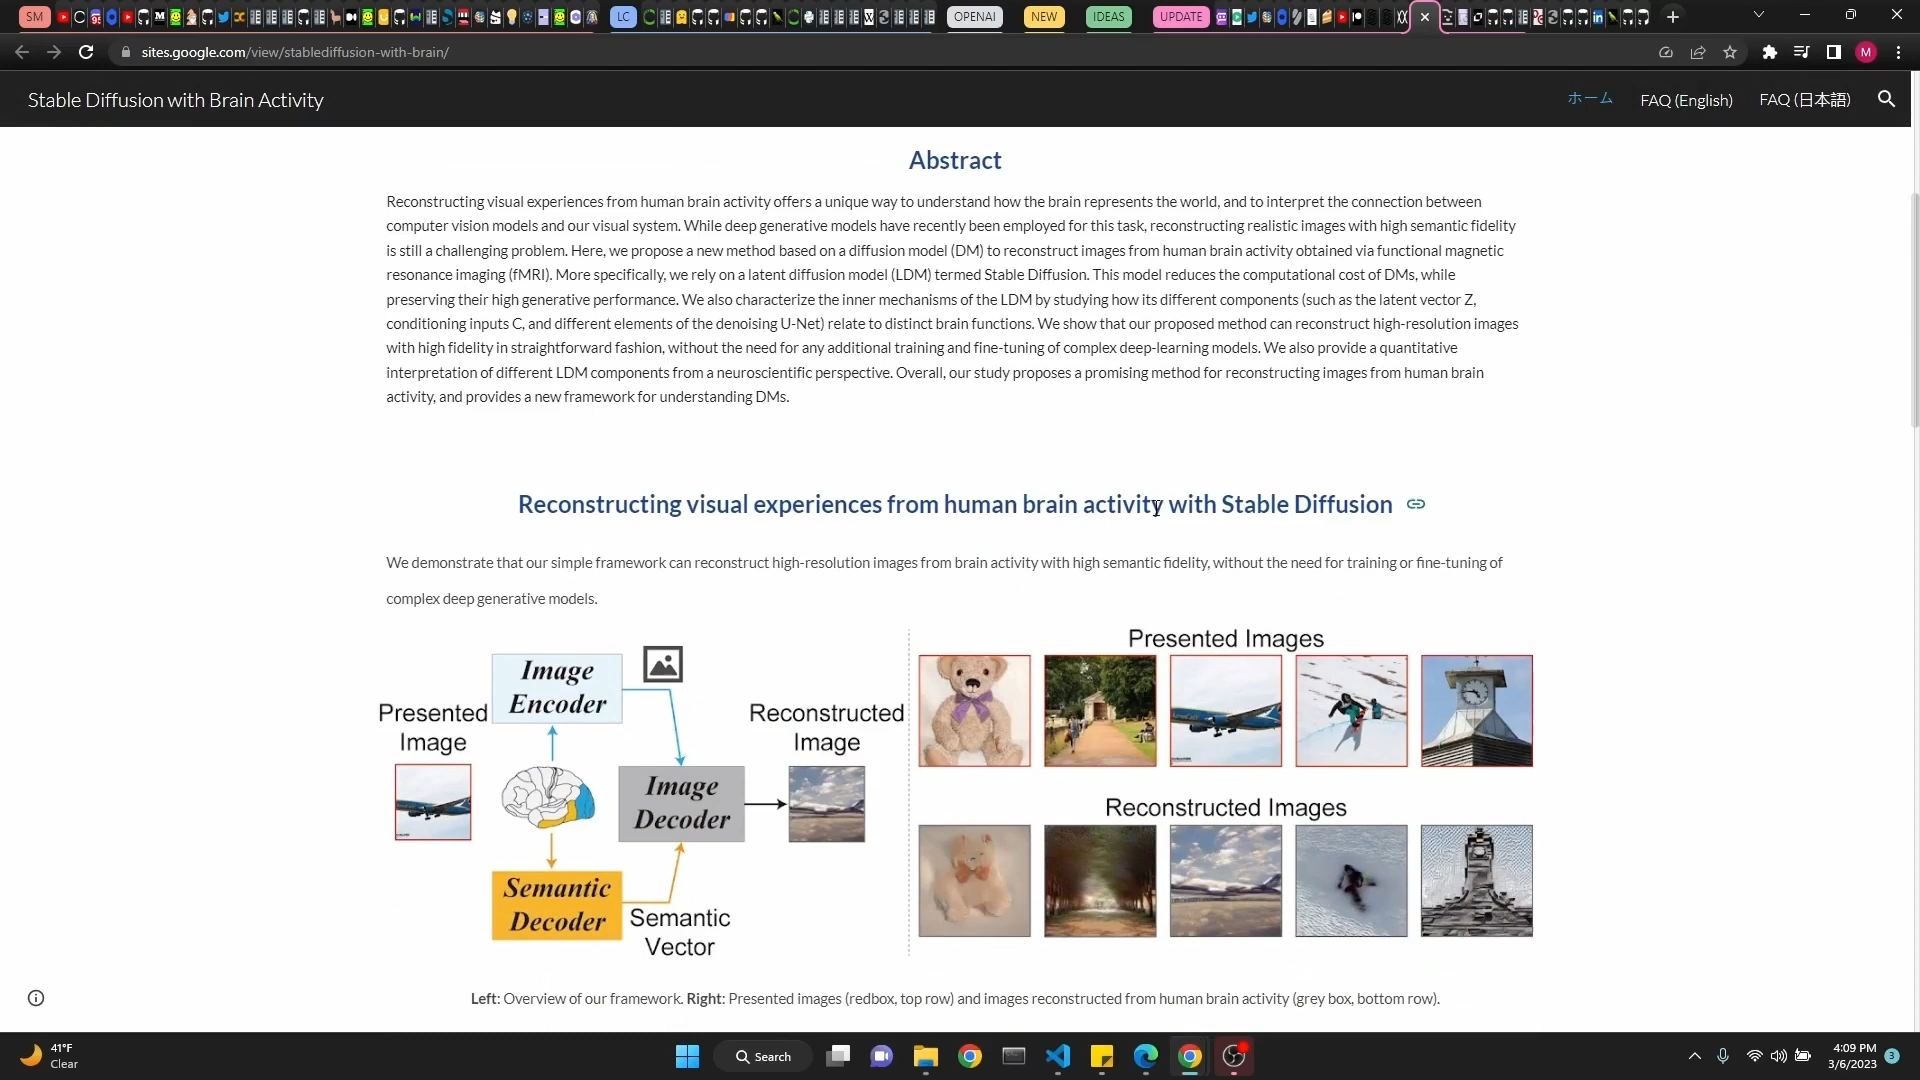 SM
LC
OPENAI
NEW
IDEAS
UPDATE
sites.google.com/view/stablediffusion-with-brain/
M
Stable Diffusion with Brain Activity
ホーム
FAQ (English)
FAQ (日本語)
Abstract
Reconstructing visual experiences from human brain activity offers a unique way to understand how the brain represents the world, and to interpret the connection between
computer vision models and our visual system. While deep generative models have recently been employed for this task, reconstructing realistic images with high semantic fidelity
is still a challenging problem. Here, we propose a new method based on a diffusion model (DM) to reconstruct images from human brain activity obtained via functional magnetic
resonance imaging (fMRI). More specifically, we rely on a latent diffusion model (LDM) termed Stable Diffusion. This model reduces the computational cost of DMs, while
preserving their high generative performance. We also characterize the inner mechanisms of the LDM by studying how its different components (such as the latent vector Z,
conditioning inputs C, and different elements of the denoising U-Net) relate to distinct brain functions. We show that our proposed method can reconstruct high-resolution images
with high fidelity in straightforward fashion, without the need for any additional training and fine-tuning of complex deep-learning models. We also provide a quantitative
interpretation of different LDM components from a neuroscientific perspective. Overall, our study proposes a promising method for reconstructing images from human brain
activity, and provides a new framework for understanding DMs.
Reconstructing visual experiences from human brain activity with Stable Diffusion
We demonstrate that our simple framework can reconstruct high-resolution images from brain activity with high semantic fidelity, without the need for training or fine-tuning of
complex deep generative models.
Presented
Image
Image
Encoder
Image
Decoder
Reconstructed
Image
Semantic
Decoder
Semantic
Vector
Presented Images
Reconstructed Images
Left: Overview of our framework. Right: Presented images (redbox, top row) and images reconstructed from human brain activity (grey box, bottom row).
41°F
Clear
Search
4:09 PM
3/6/2023
3